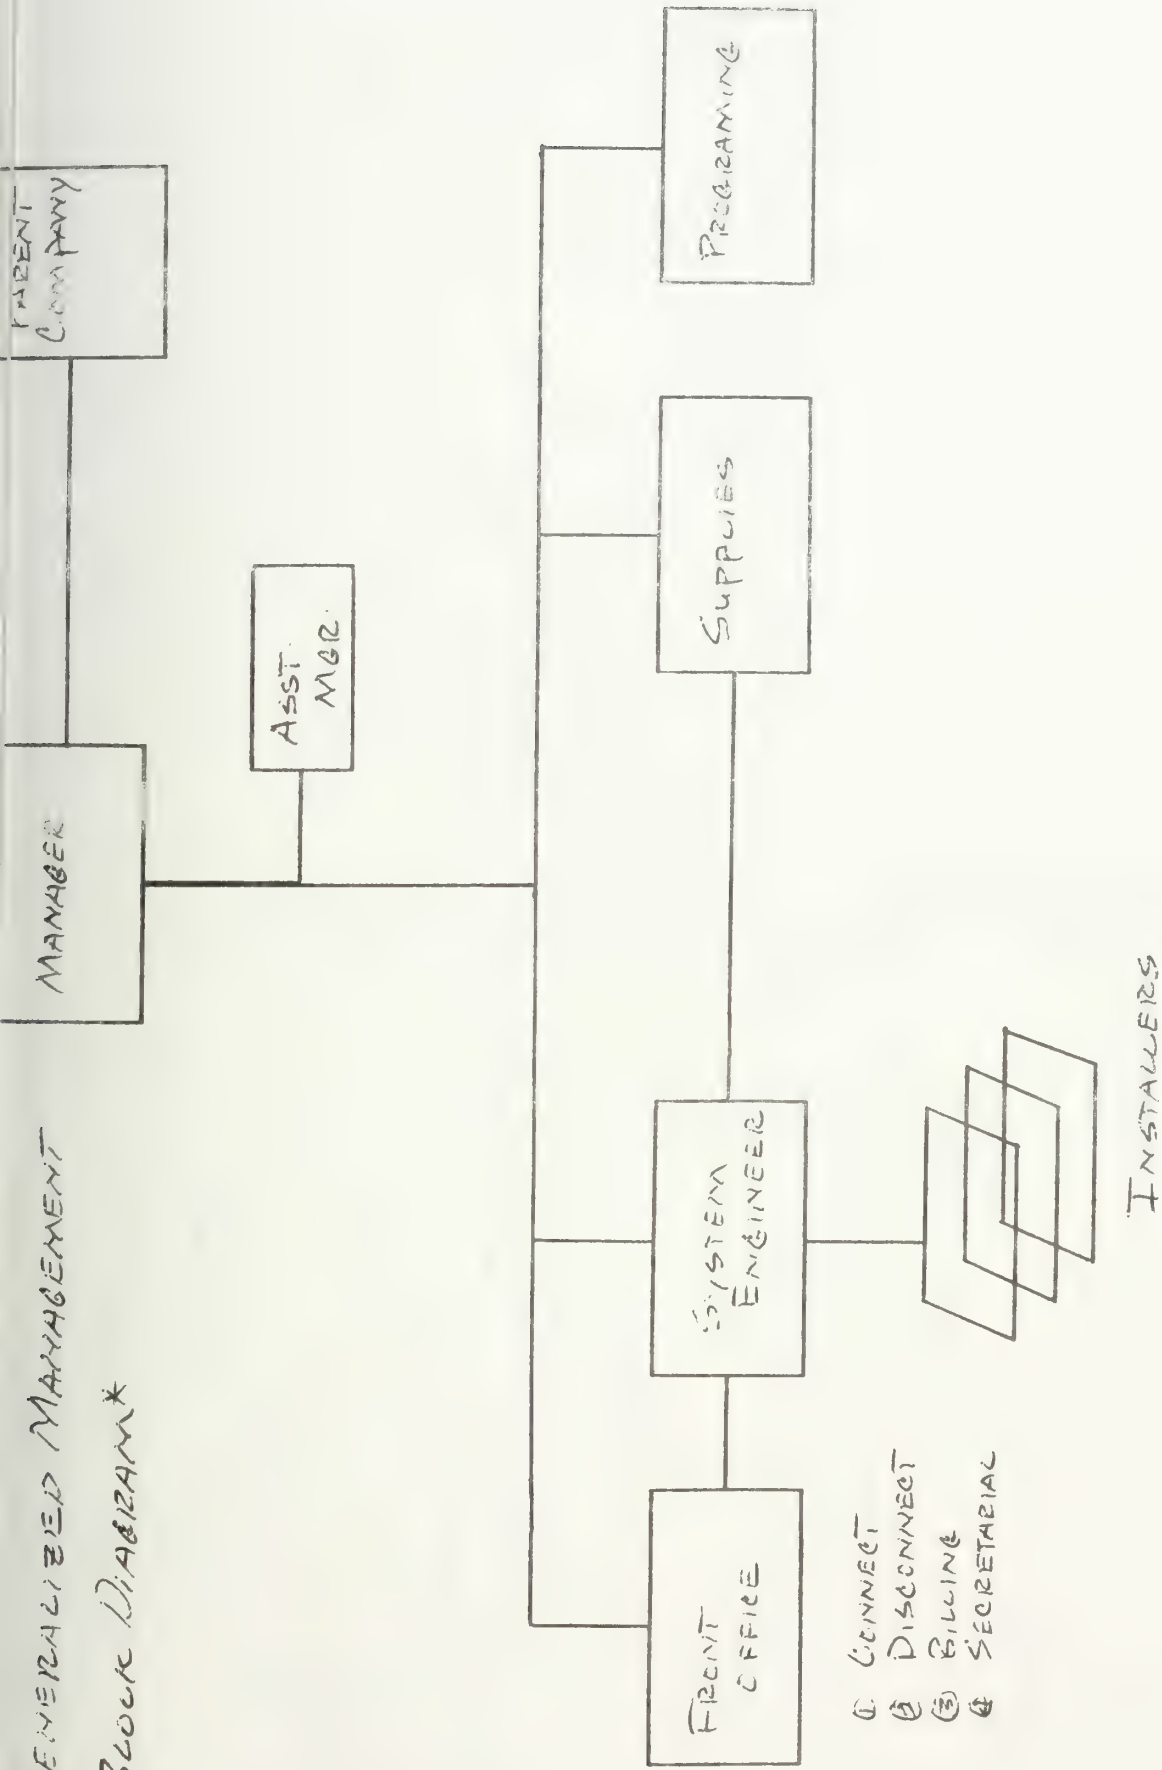 ENERALIZED MANAGEMENT
BLOCK DIAGRAM*
MANAGER
PARENT
COMPANY
ASST.
MGR.
FRONT
OFFICE
SYSTEM
ENGINEER
SUPPLIES
PROGRAMING
① CONNECT
② DISCONNECT
③ BILLING
④ SECRETARIAL
INSTALLERS